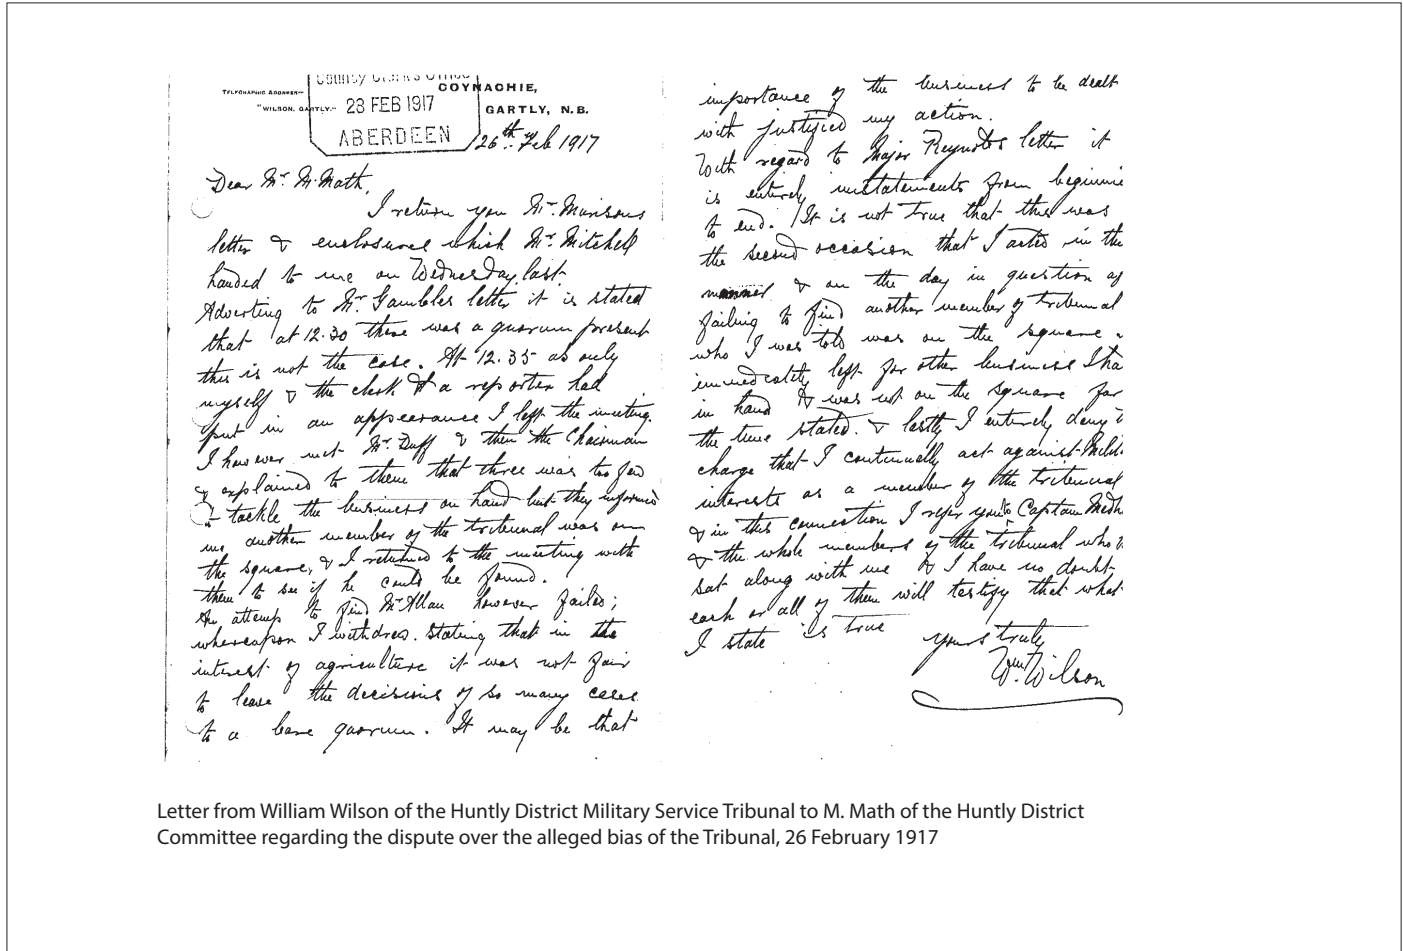 County Clerk's Office
TELEGRAPHIC ADDRESS—
COYNACHIE,
"WILSON, GARTLY."
28 FEB 1917
GARTLY, N.B.
ABERDEEN
26th Feb 1917
Dear Mr. McMath,
I return you Mr. Morisons
letter & enclosures which Mr. Mitchell
handed to me on Wednesday last.
Adverting to Mr. Gambles letter it is stated
that at 12.30 there was a quorum present
this is not the case. At 12.35 as only
myself & the clerk & a reporter had
put in an appearance I left the meeting.
I however met Mr. Duff & then the Chairman
& explained to them that three was too few
to tackle the business on hand but they informed
me another member of the tribunal was on
the square, & I returned to the meeting with
them to see if he could be found.
An attemp to find Mr. Allan however failed;
whereupon I withdrew. Stating that in the
interest of agriculture it was not fair
to leave the decisions of so many cases
to a bare quorum. It may be that
importance of the business to be dealt
with justified my action.
With regard to Major Reynolds letter it
is entirely mistatements from beginni
to end. It is not true that this was
the second occasion that I acted in the
manner & on the day in question af
failing to find another member of tribunal
who I was told was on the square
immediately left for other business I ha
in hand & was not on the square for
the time stated. & lastly I entirely deny
charge that I continually act against Milit
interests as a member of the tribunal
& in this connection I refer you to Captain
& the whole members of the tribunal who
sat along with me & I have no doubt
each or all of them will testify that what
I state is true
yours truly
Wm. Wilson
Letter from William Wilson of the Huntly District Military Service Tribunal to M. Math of the Huntly District
Committee regarding the dispute over the alleged bias of the Tribunal, 26 February 1917